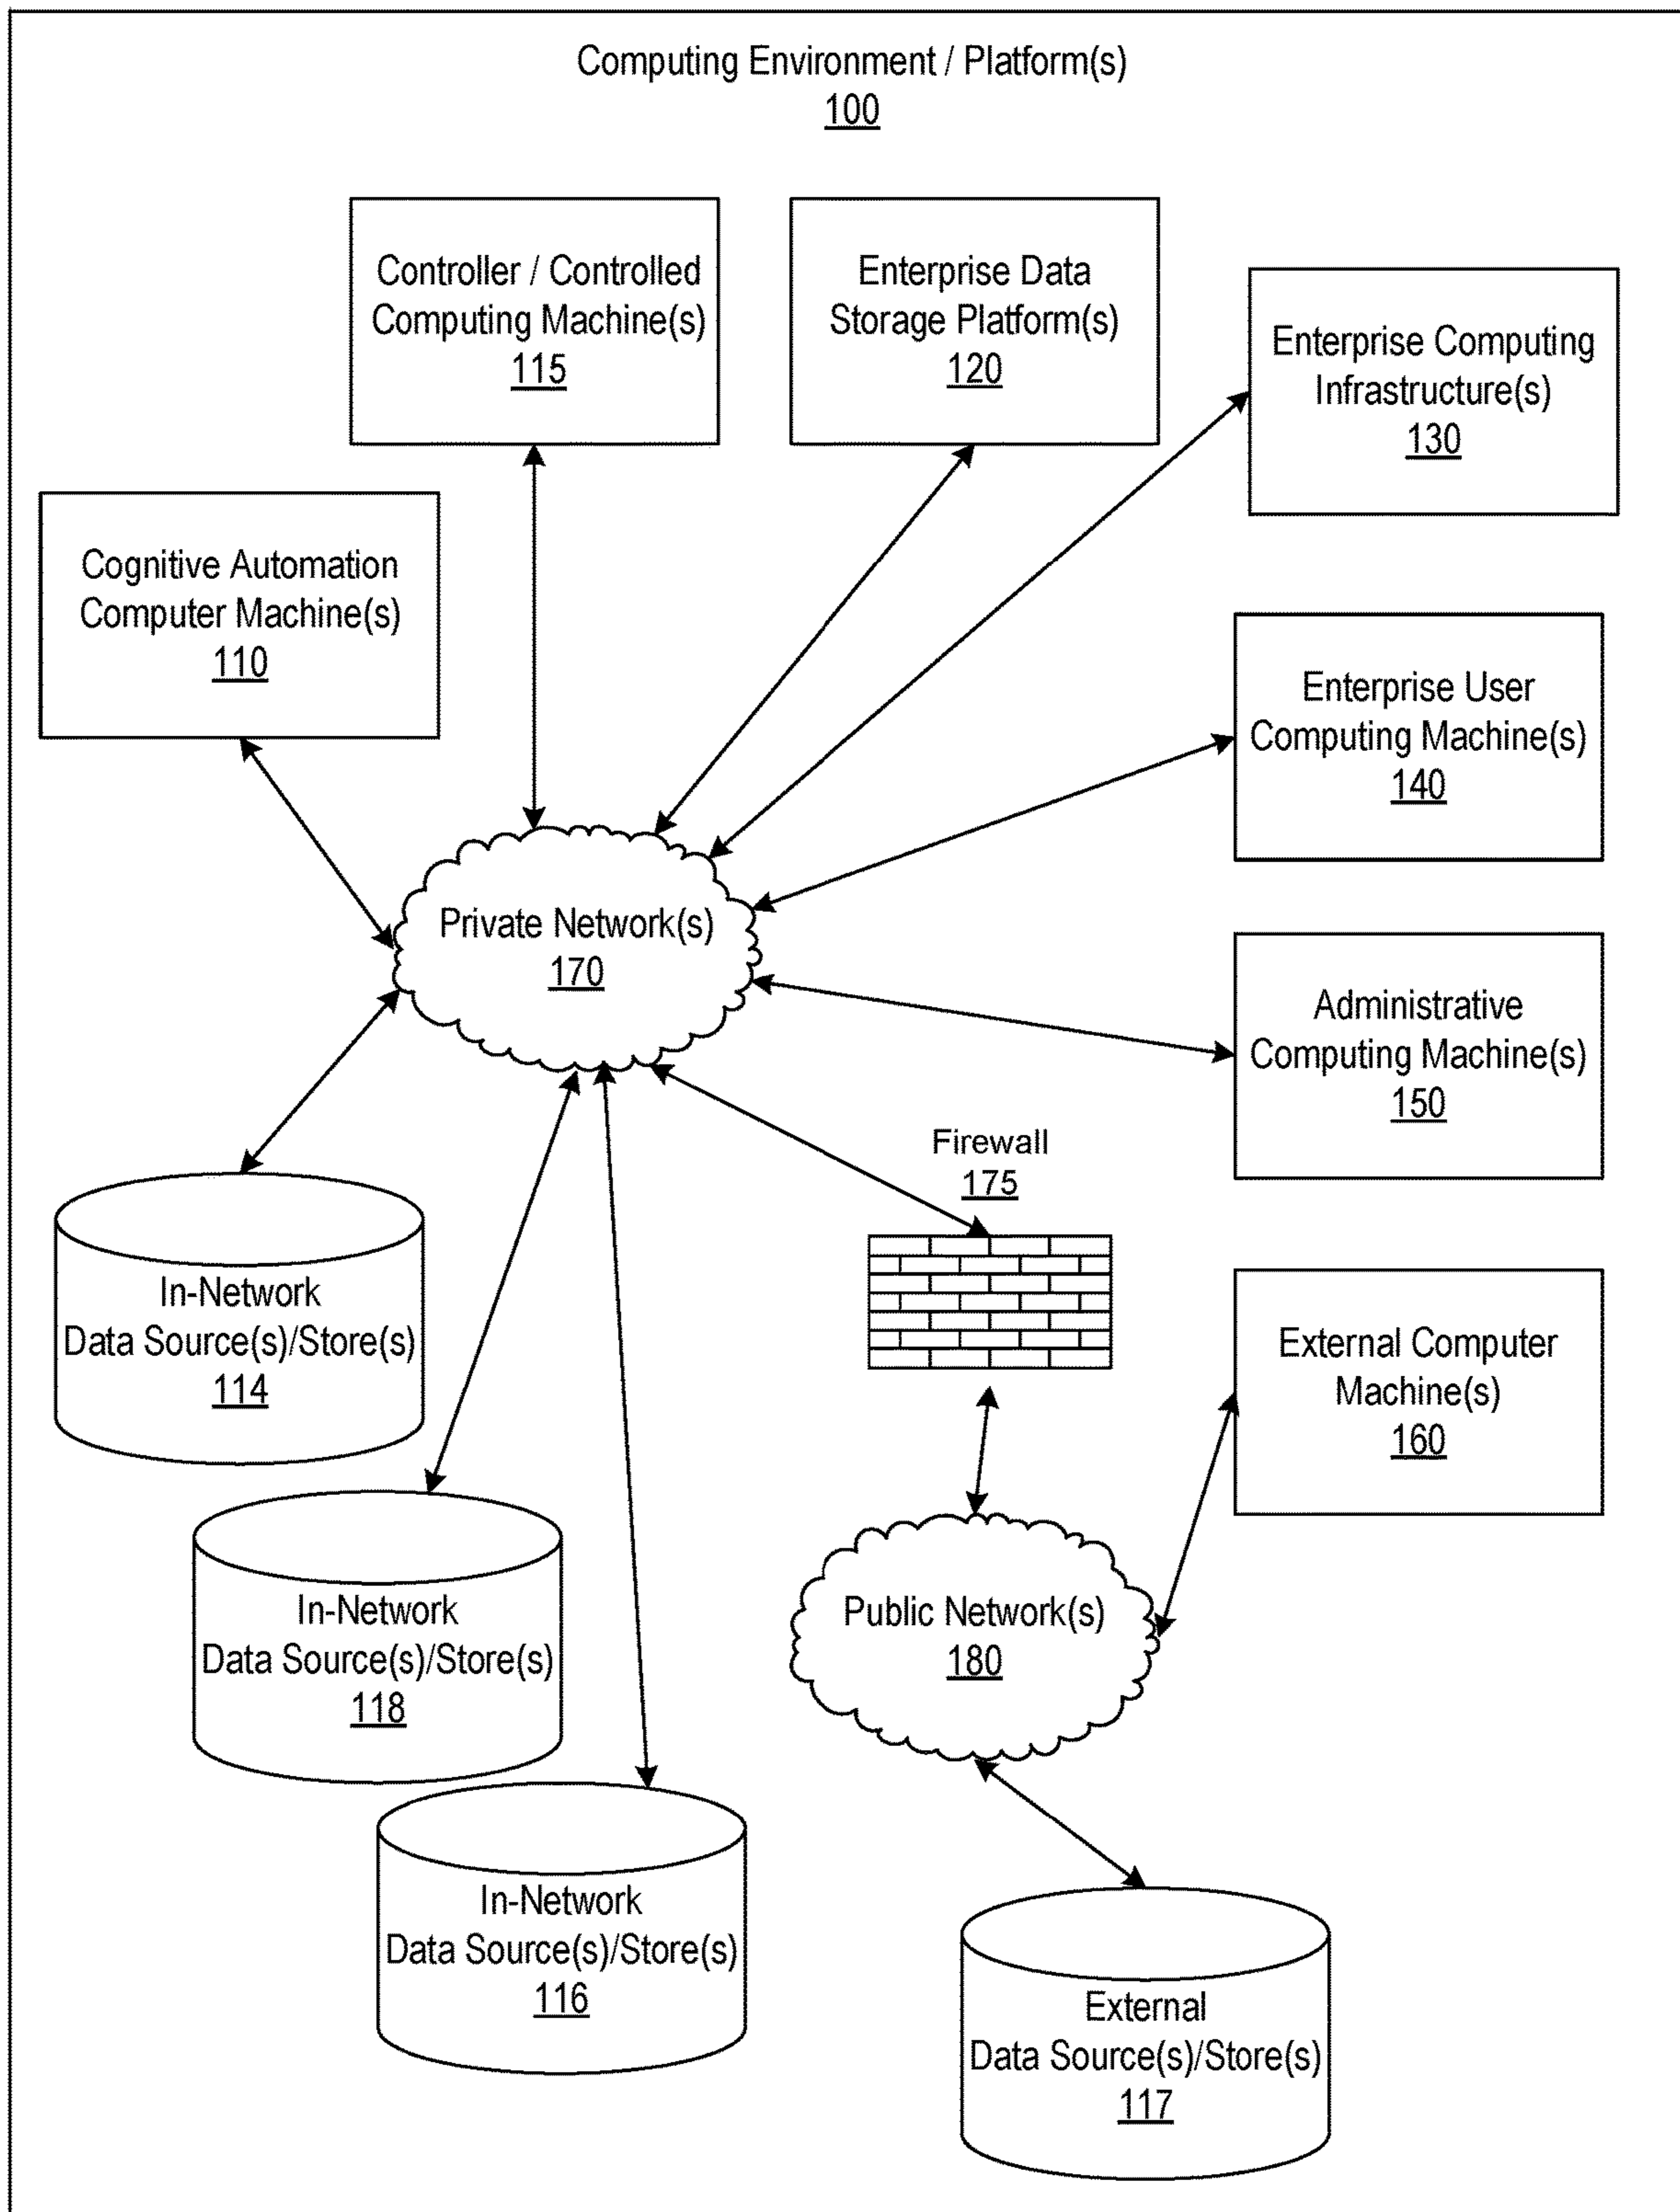 Computing Environment / Platform(s)
100
Controller / Controlled
Computing Machine(s)
115
Enterprise Data
Storage Platform(s)
120
Enterprise Computing
Infrastructure(s)
130
Cognitive Automation
Computer Machine(s)
110
Enterprise User
Computing Machine(s)
140
Private Network(s)
170
Administrative
Computing Machine(s)
150
Firewall
175
In-Network
Data Source(s)/Store(s)
114
External Computer
Machine(s)
160
In-Network
Data Source(s)/Store(s)
118
Public Network(s)
180
In-Network
Data Source(s)/Store(s)
116
External
Data Source(s)/Store(s)
117